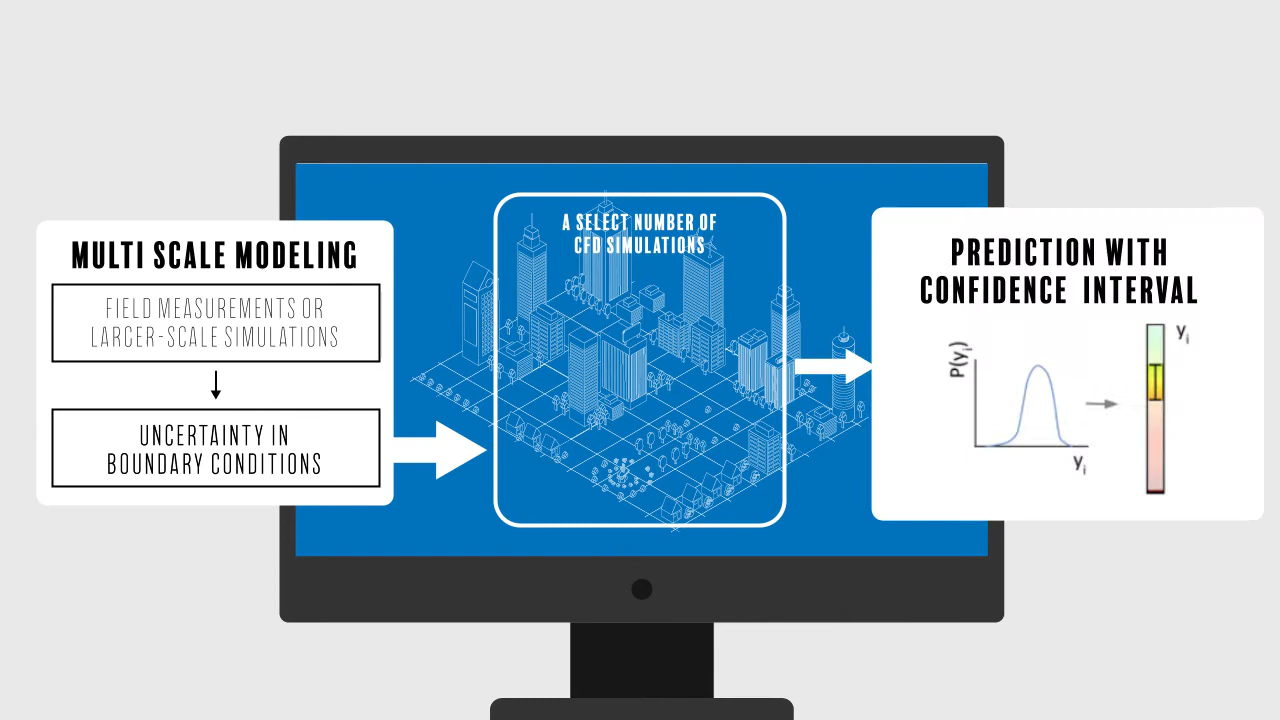 MULTI SCALE MODELING
FIELD MEASUREMENTS OR
LARGER-SCALE SIMULATIONS
UNCERTAINTY IN
BOUNDARY CONDITIONS
A SELECT NUMBER OF
CFD SIMULATIONS
PREDICTION WITH
CONFIDENCE INTERVAL
P(yi)
yi
yi